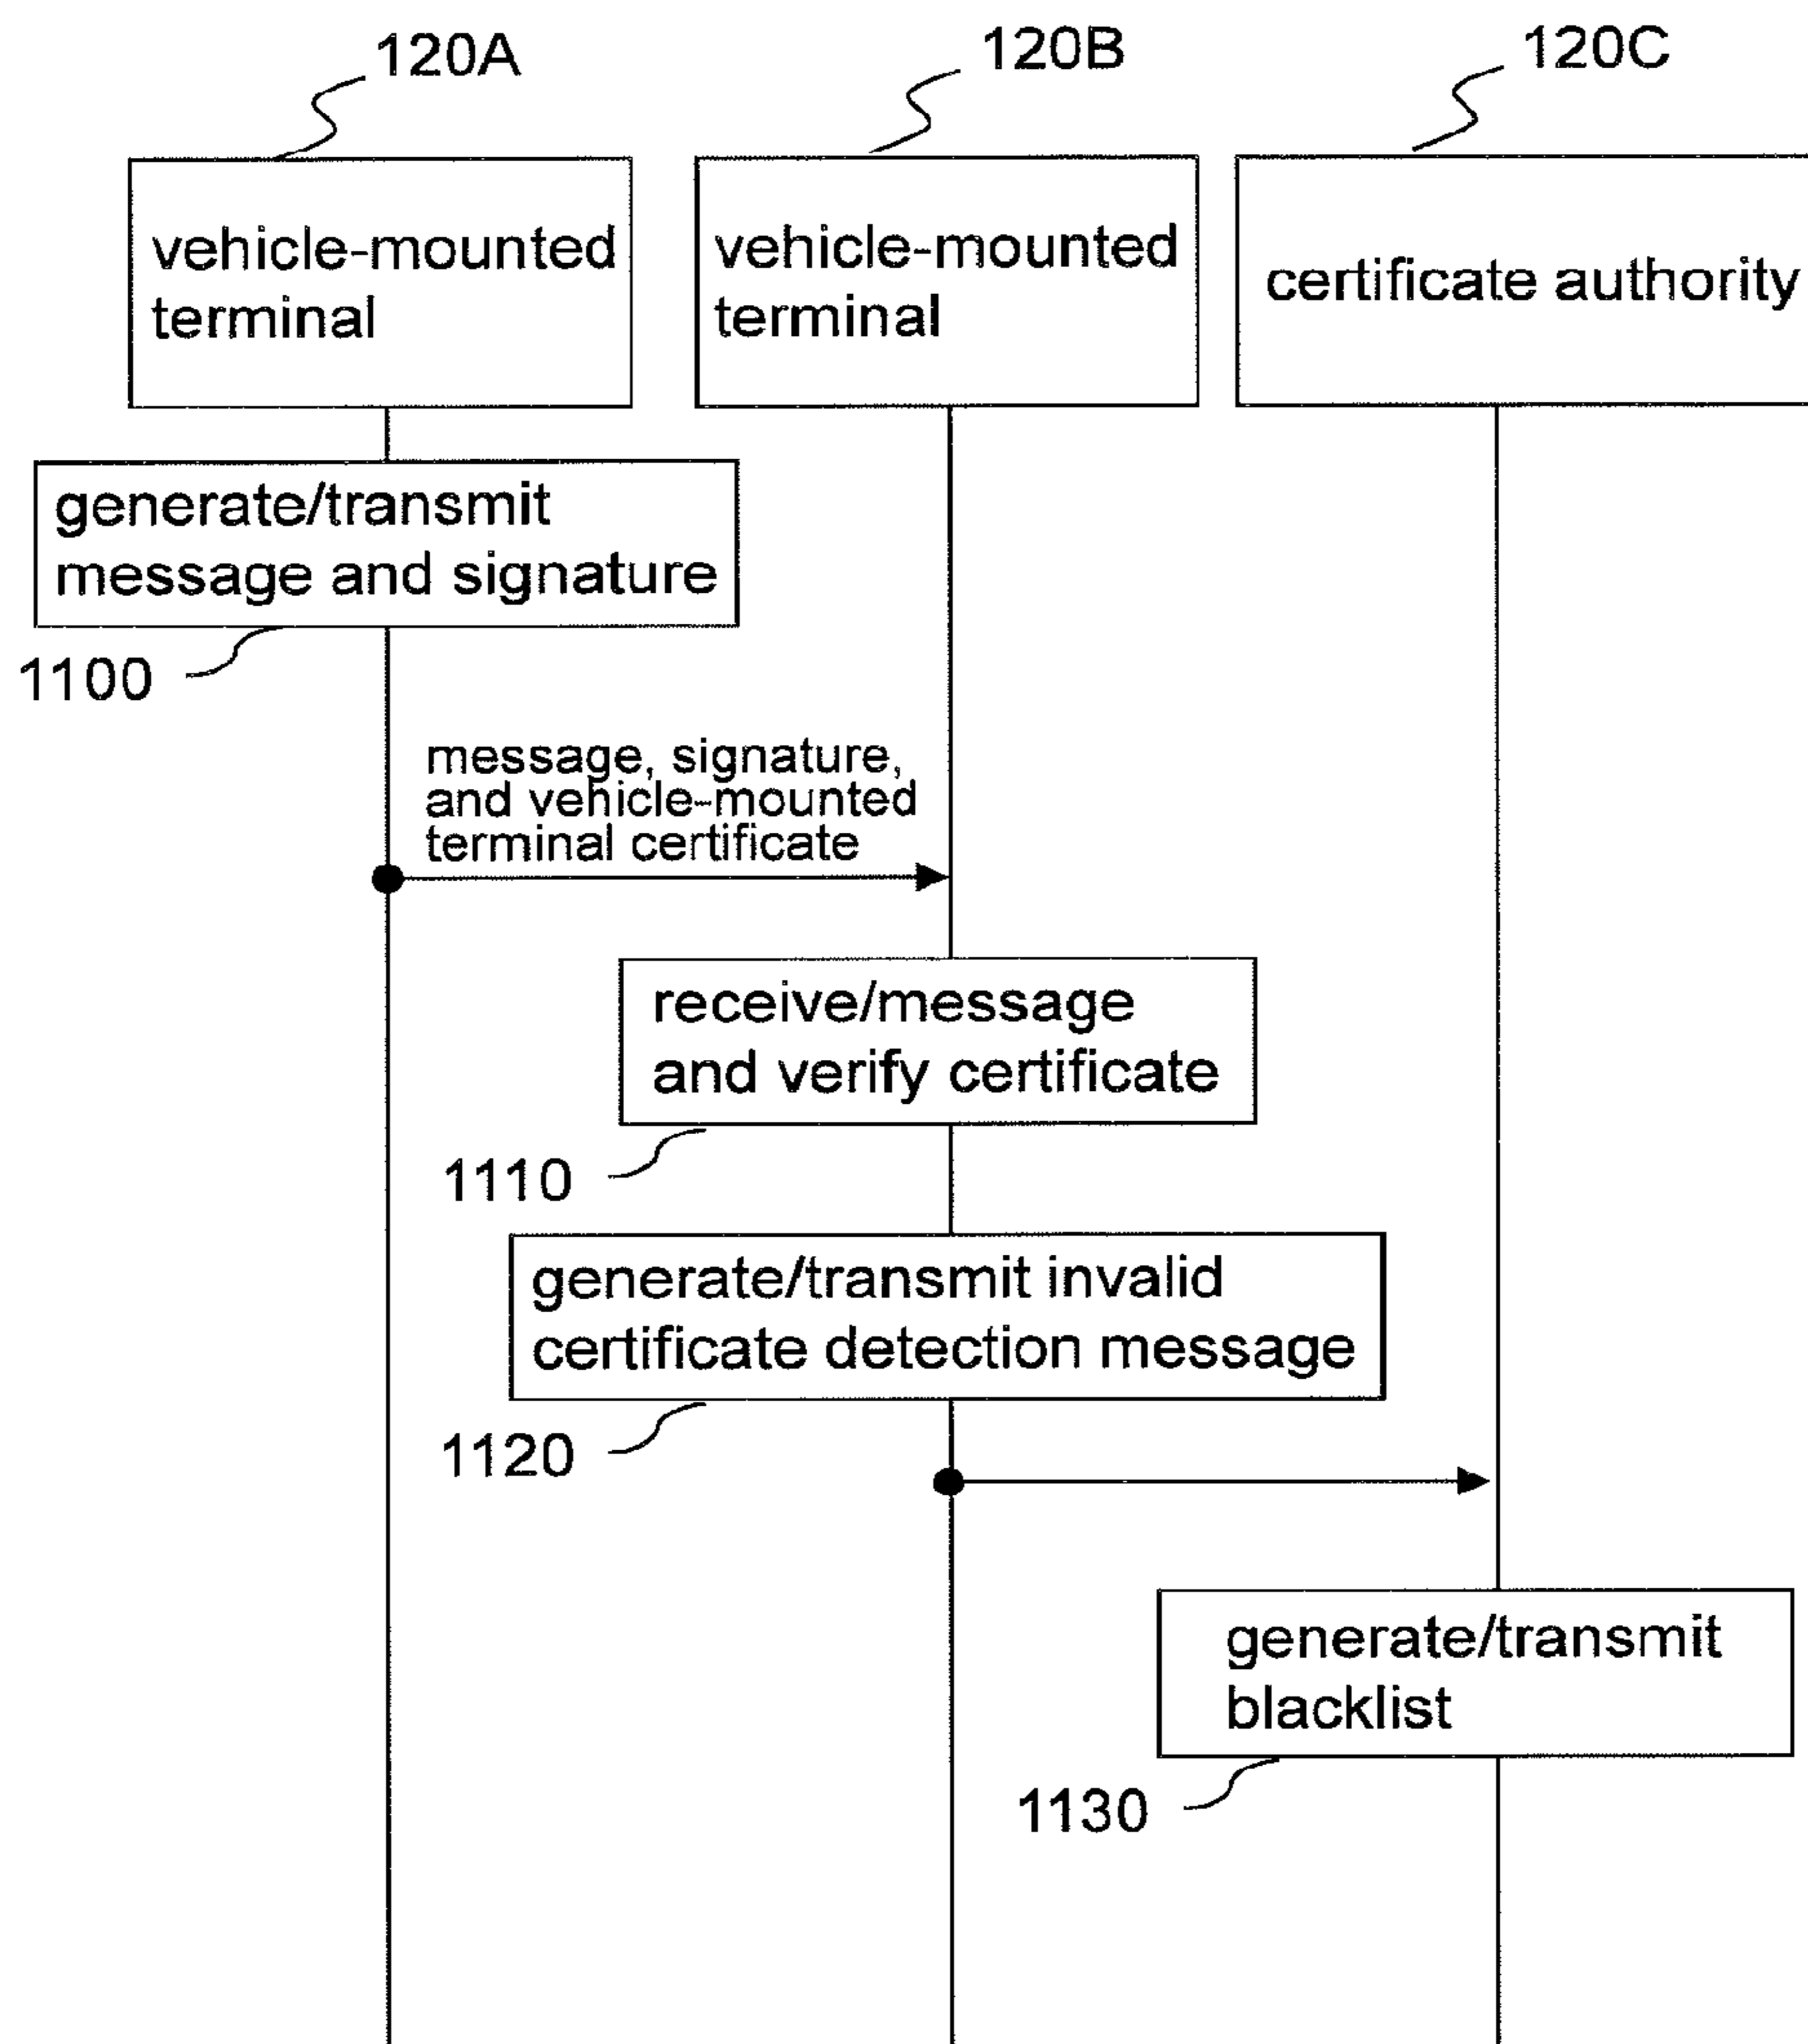 120A
120B
120C
vehicle-mounted
terminal
vehicle-mounted
terminal
certificate authority
generate/transmit
message and signature
1100
message, signature,
and vehicle-mounted
terminal certificate
receive/message
and verify certificate
1110
generate/transmit invalid
certificate detection message
1120
generate/transmit
blacklist
1130